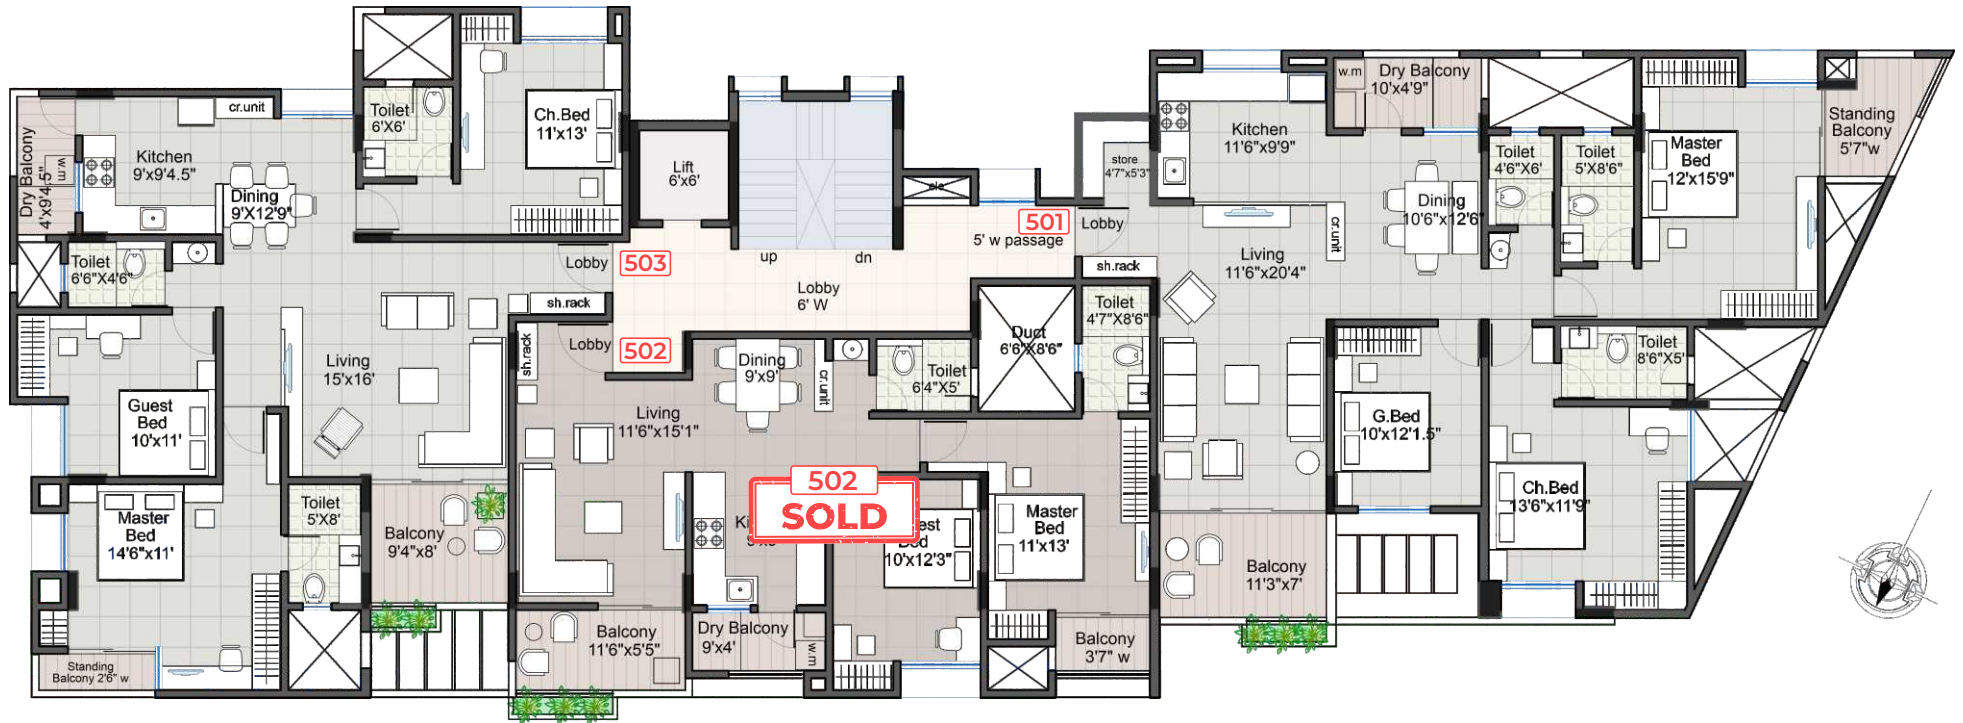 cr.unit
Toilet
6'X6'
Ch.Bed
11'x13'
Kitchen
9'x9'4.5"
Dry Balcony
4'x9'4.5"
w.m
Dining
9'X12'9"
Toilet
6'6"X4'6"
Lobby
503
sh.rack
Living
15'x16'
Guest
Bed
10'x11'
Master
Bed
14'6"x11'
Toilet
5'X8'
Balcony
9'4"x8'
Standing
Balcony 2'6" w
Lift
6'x6'
up
dn
Lobby
6' W
5' w passage
501
Lobby
sh.rack
store
4'7"x5'3"
Lobby
502
sh.rack
Living
11'6"x15'1"
Dining
9'x9'
cr.unit
Toilet
6'4"X5'
Duct
6'6"X8'6"
Toilet
4'7"X8'6"
502
SOLD
Bed
10'x12'3"
Master
Bed
11'x13'
Balcony
11'6"x5'5"
Dry Balcony
9'x4'
w.m
Balcony
3'7" w
Kitchen
11'6"x9'9"
w.m
Dry Balcony
10'x4'9"
Dining
10'6"x12'6"
cr.unit
Living
11'6"x20'4"
Toilet
4'6"X6'
Toilet
5'X8'6"
Master
Bed
12'x15'9"
Standing
Balcony
5'7"w
Toilet
8'6"X5'
G.Bed
10'x12'1.5"
Ch.Bed
13'6"x11'9"
Balcony
11'3"x7'